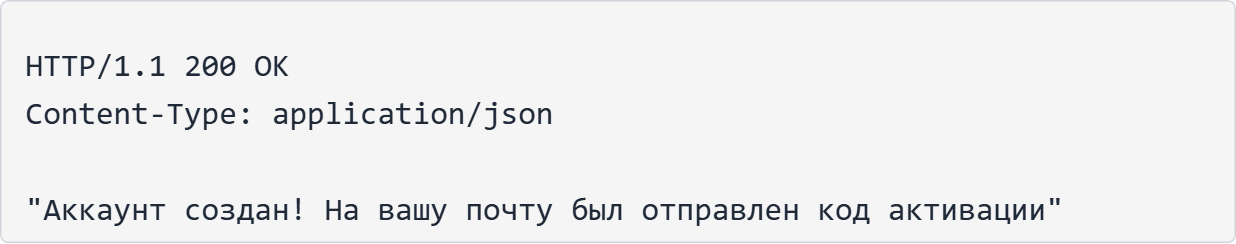 HTTP/1.1 200 OK
Content-Type: application/json
"Аккаунт создан! На вашу почту был отправлен код активации"